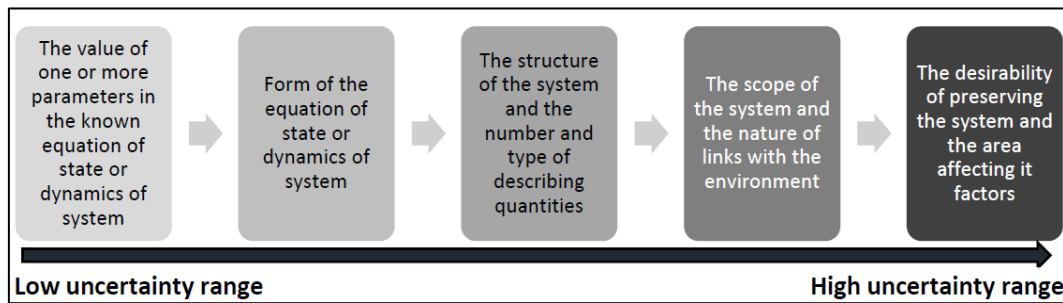 The value of
one or more
parameters in
the known
equation of
state or
dynamics of
system
Form of the
equation of
state or
dynamics of
system
The structure of
the system
and the
number and
type of
describing
quantities
The scope of
the system and
the nature of
links with the
environment
The desirability
of preserving
the system and
the area
affecting it
factors
Low uncertainty range
High uncertainty range